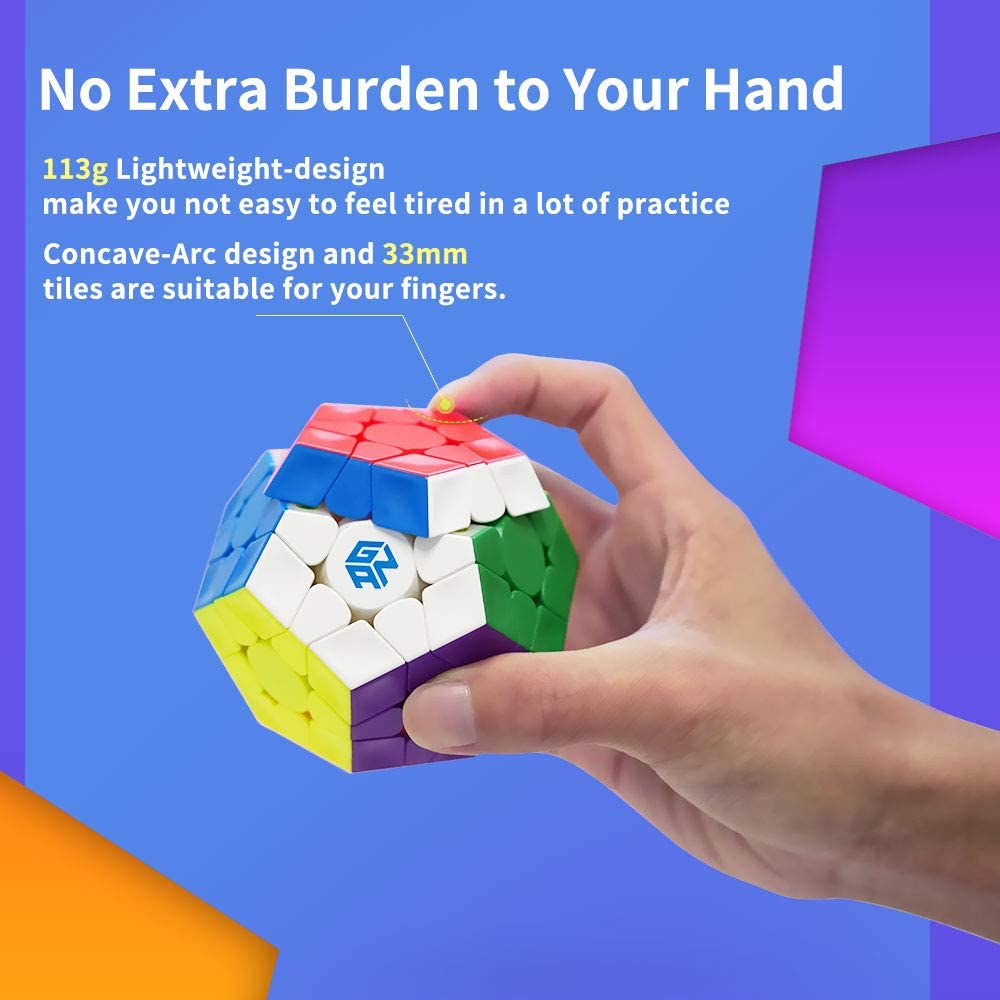 No Extra Burden to Your Hand
113g Lightweight-design
make you not easy to feel tired in a lot of practice
Concave-Arc design and 33mm
tiles are suitable for your fingers.
GAN